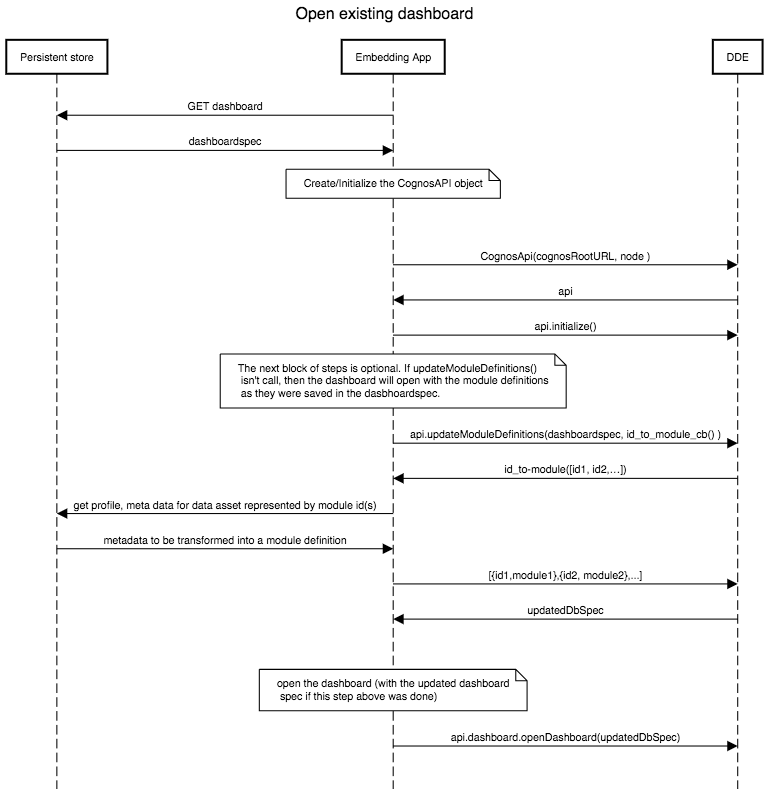 Open existing dashboard
Persistent store
Embedding App
DDE
GET dashboard
dashboardspec
Create/Initialize the CognosAPI object
CognosApi(cognosRootURL, node )
api
api.initialize()
The next block of steps is optional. If updateModuleDefinitions()
isn't call, then the dashboard will open with the module definitions
as they were saved in the dasbhoardspec.
api.updateModuleDefinitions(dashboardspec, id_to_module_cb() )
id_to-module([id1, id2,...])
get profile, meta data for data asset represented by module id(s)
metadata to be transformed into a module definition
[{id1,module1},{id2, module2},...]
updatedDbSpec
open the dashboard (with the updated dashboard
spec if this step above was done)
api.dashboard.openDashboard(updatedDbSpec)